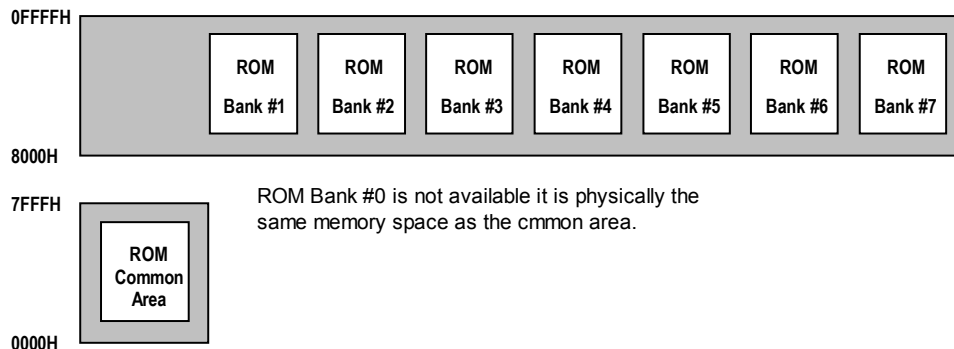 0FFFFH
ROM
Bank #1
ROM
Bank #2
ROM
Bank #3
ROM
Bank #4
ROM
Bank #5
ROM
Bank #6
ROM
Bank #7
8000H
7FFFH
ROM Bank #0 is not available it is physically the
same memory space as the cmmon area.
ROM
Common
Area
0000H